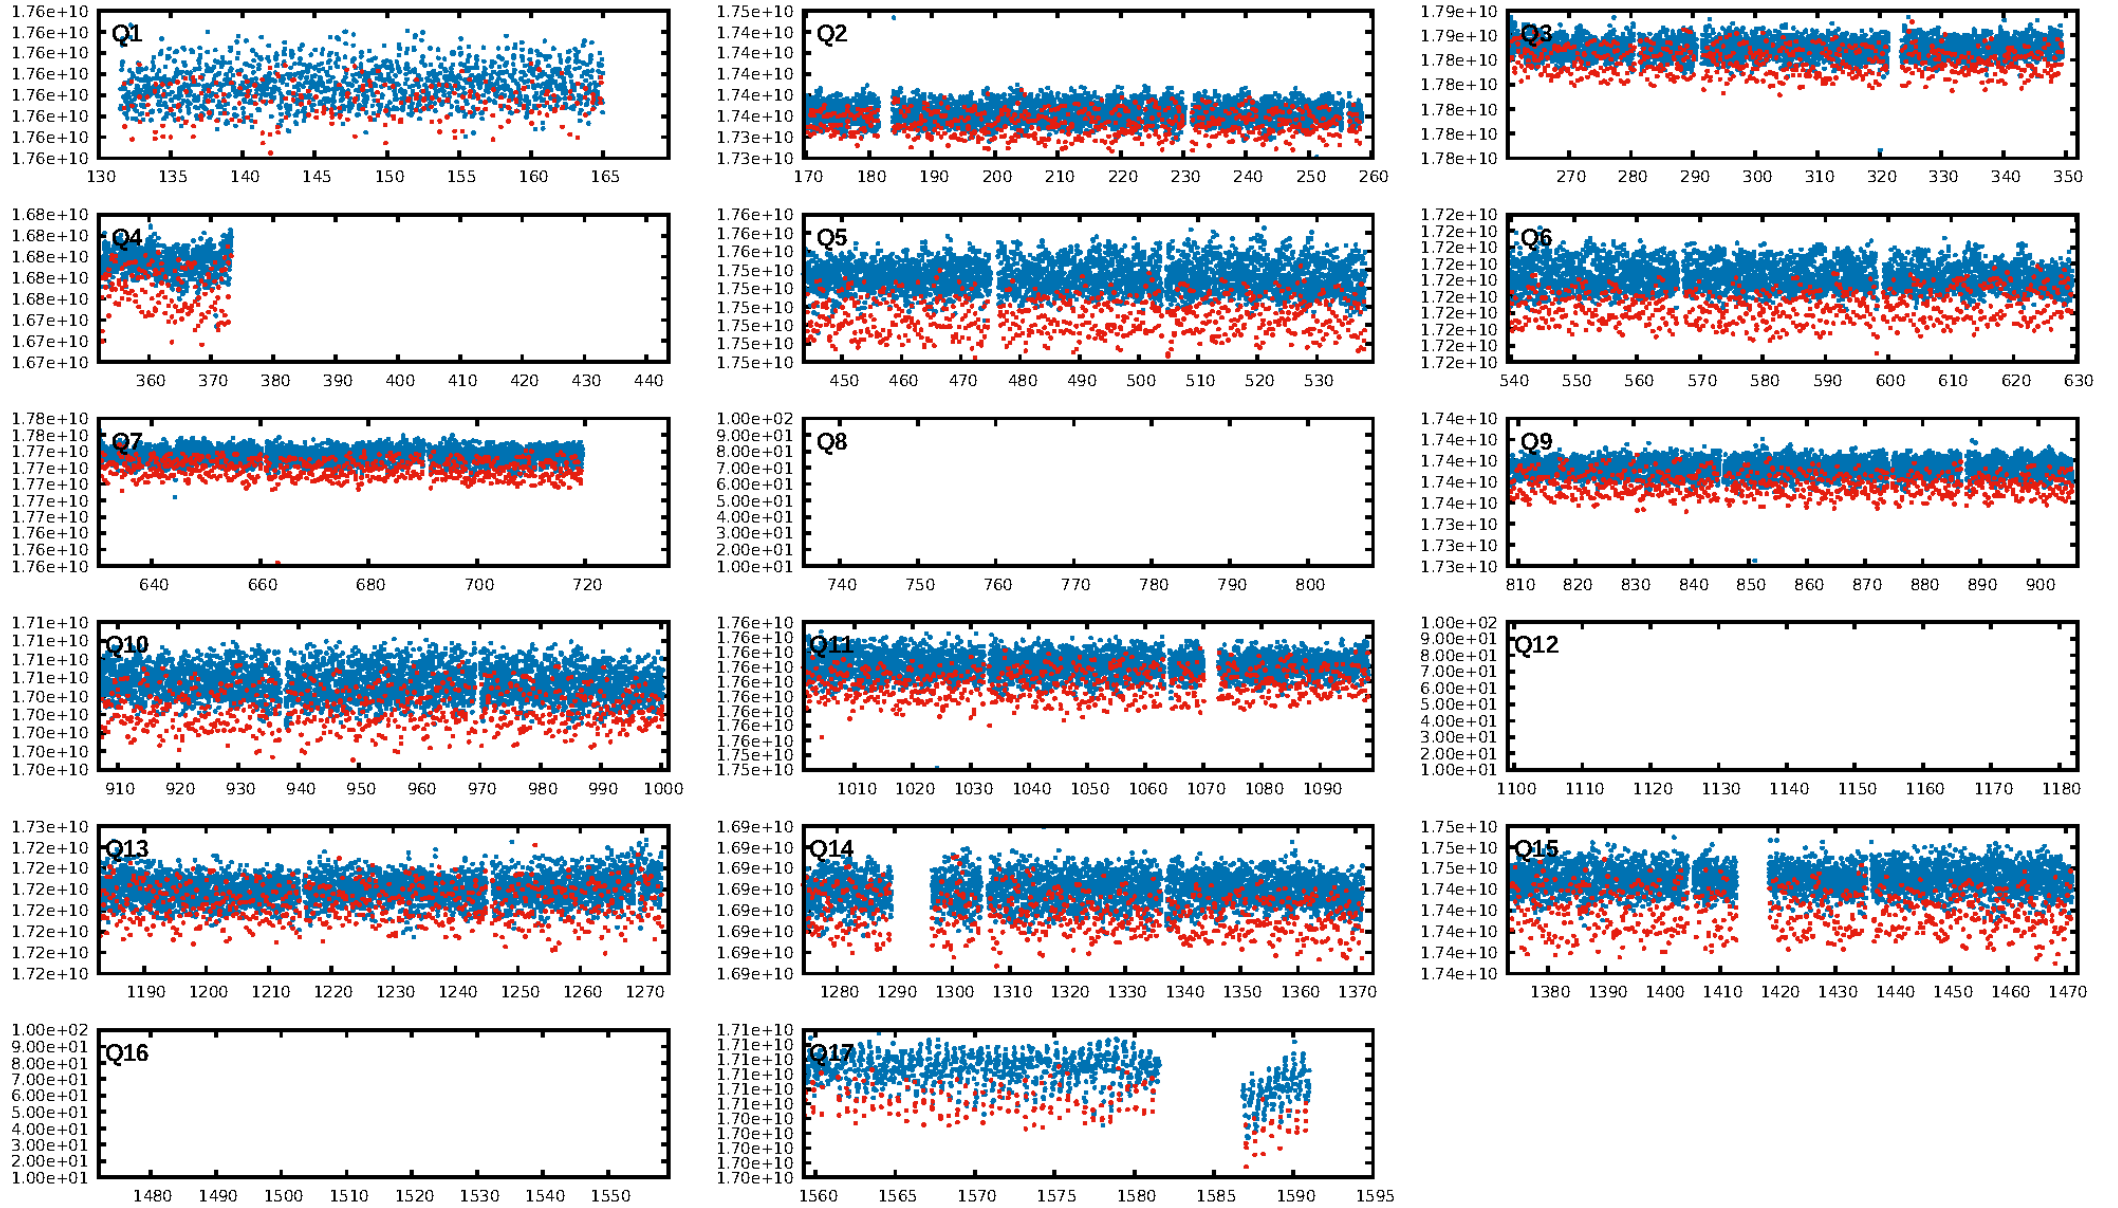 1.76e+10 1.76e+10 1.76e+10 1.76e+10 1.76e+10 1.76e+10 1.76e+10 1.76e+10
Q1
130 135 140 145 150 155 160 165
1.75e+10 1.74e+10 1.74e+10 1.74e+10 1.74e+10 1.74e+10 1.73e+10 1.73e+10
Q2
170 180 190 200 210 220 230 240 250 260
1.79e+10 1.79e+10 1.78e+10 1.78e+10 1.78e+10 1.78e+10 1.78e+10
Q3
270 280 290 300 310 320 330 340 350
1.68e+10 1.68e+10 1.68e+10 1.68e+10 1.68e+10 1.67e+10 1.67e+10 1.67e+10
Q4
360 370 380 390 400 410 420 430 440
1.76e+10 1.76e+10 1.75e+10 1.75e+10 1.75e+10 1.75e+10 1.75e+10 1.75e+10 1.75e+10
Q5
450 460 470 480 490 500 510 520 530
1.72e+10 1.72e+10 1.72e+10 1.72e+10 1.72e+10 1.72e+10 1.72e+10 1.72e+10 1.72e+10 1.72e+10
Q6
540 550 560 570 580 590 600 610 620 630
1.78e+10 1.78e+10 1.77e+10 1.77e+10 1.77e+10 1.77e+10 1.77e+10 1.76e+10 1.76e+10 1.76e+10
Q7
640 660 680 700 720
1.00e+02 9.00e+01 8.00e+01 7.00e+01 6.00e+01 5.00e+01 4.00e+01 3.00e+01 2.00e+01 1.00e+01
Q8
740 750 760 770 780 790 800
1.74e+10 1.74e+10 1.74e+10 1.74e+10 1.74e+10 1.73e+10 1.73e+10 1.73e+10
Q9
810 820 830 840 850 860 870 880 890 900
1.71e+10 1.71e+10 1.71e+10 1.71e+10 1.70e+10 1.70e+10 1.70e+10 1.70e+10 1.70e+10
Q10
910 920 930 940 950 960 970 980 990 1000
1.76e+10 1.76e+10 1.76e+10 1.76e+10 1.76e+10 1.76e+10 1.76e+10 1.76e+10 1.76e+10 1.75e+10 1.75e+10
Q11
1010 1020 1030 1040 1050 1060 1070 1080 1090
1.00e+02 9.00e+01 8.00e+01 7.00e+01 6.00e+01 5.00e+01 4.00e+01 3.00e+01 2.00e+01 1.00e+01
Q12
1100 1110 1120 1130 1140 1150 1160 1170 1180
1.73e+10 1.72e+10 1.72e+10 1.72e+10 1.72e+10 1.72e+10 1.72e+10 1.72e+10
Q13
1190 1200 1210 1220 1230 1240 1250 1260 1270
1.69e+10 1.69e+10 1.69e+10 1.69e+10 1.69e+10 1.69e+10 1.69e+10 1.69e+10
Q14
1280 1290 1300 1310 1320 1330 1340 1350 1360 1370
1.75e+10 1.75e+10 1.75e+10 1.74e+10 1.74e+10 1.74e+10 1.74e+10 1.74e+10
Q15
1380 1390 1400 1410 1420 1430 1440 1450 1460 1470
1.00e+02 9.00e+01 8.00e+01 7.00e+01 6.00e+01 5.00e+01 4.00e+01 3.00e+01 2.00e+01 1.00e+01
Q16
1480 1490 1500 1510 1520 1530 1540 1550
1.71e+10 1.71e+10 1.71e+10 1.71e+10 1.71e+10 1.71e+10 1.70e+10 1.70e+10 1.70e+10 1.70e+10 1.70e+10
Q17
1560 1565 1570 1575 1580 1585 1590 1595